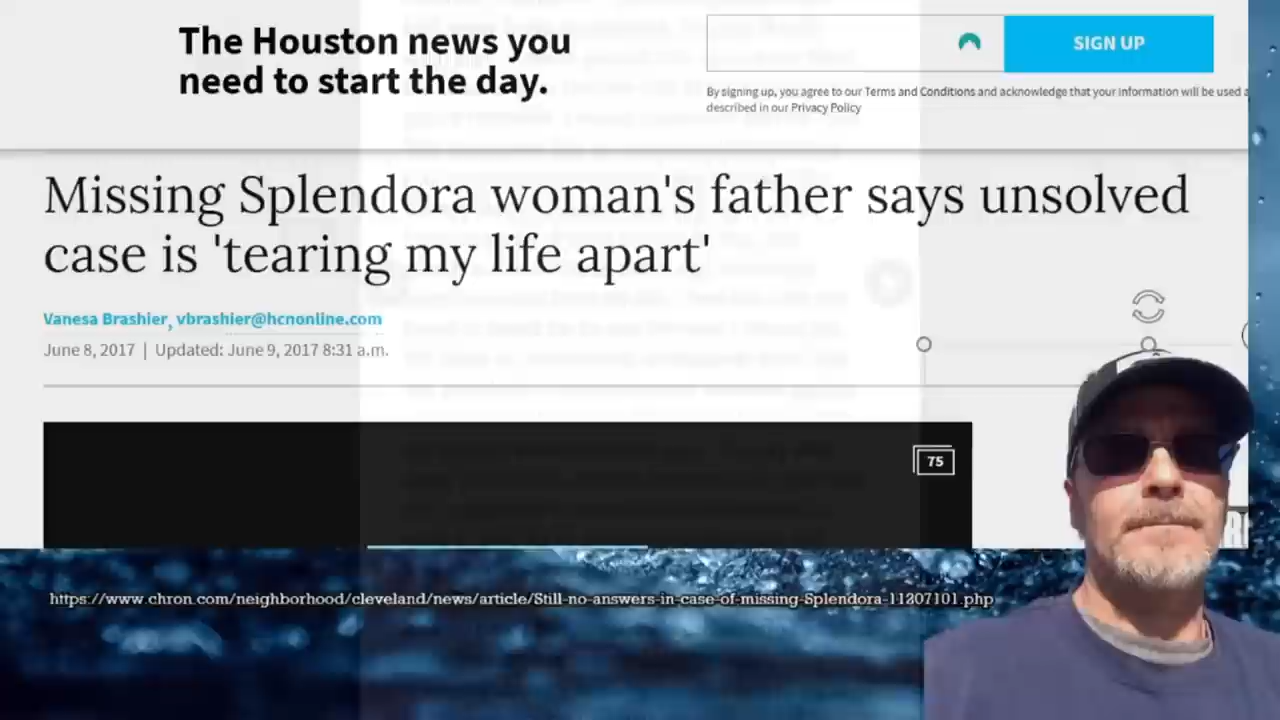 The Houston news you
need to start the day.
SIGN UP
By signing up, you agree to our Terms and Conditions and acknowledge that your information will be used
described in our Privacy Policy
Missing Splendora woman's father says unsolved
case is 'tearing my life apart'
Vanesa Brashier, vbrashier@hcnonline.com
June 8, 2017 | Updated: June 9, 2017 8:31 a.m.
75
https://www.chron.com/neighborhood/cleveland/news/article/Still-no-answers-in-case-of-missing-Splendora-11207101.php